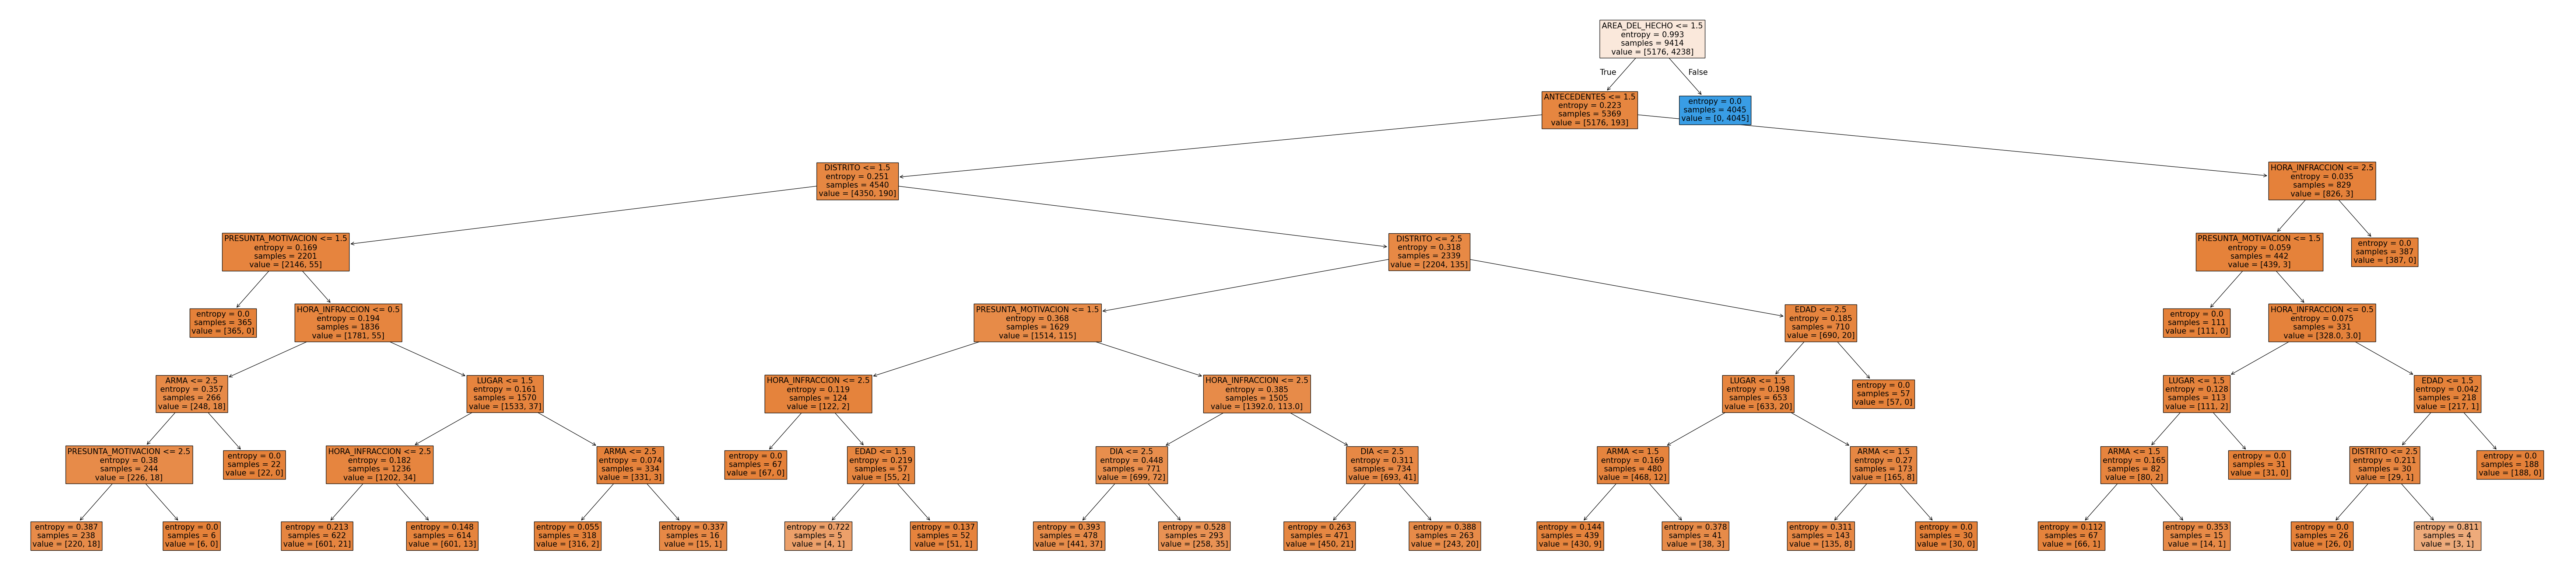 AREA_DEL_HECHO <= 1.5
entropy = 0.993
samples = 9414
value = [5176, 4238]
True
False
ANTECEDENTES <= 1.5
entropy = 0.223
samples = 5369
value = [5176, 193]
entropy = 0.0
samples = 4045
value = [0, 4045]
DISTRITO <= 1.5
entropy = 0.251
samples = 4540
value = [4350, 190]
HORA_INFRACCION <= 2.5
entropy = 0.035
samples = 829
value = [826, 3]
PRESUNTA_MOTIVACION <= 1.5
entropy = 0.169
samples = 2201
value = [2146, 55]
DISTRITO <= 2.5
entropy = 0.318
samples = 2339
value = [2204, 135]
PRESUNTA_MOTIVACION <= 1.5
entropy = 0.059
samples = 442
value = [439, 3]
entropy = 0.0
samples = 387
value = [387, 0]
entropy = 0.0
samples = 365
value = [365, 0]
HORA_INFRACCION <= 0.5
entropy = 0.194
samples = 1836
value = [1781, 55]
PRESUNTA_MOTIVACION <= 1.5
entropy = 0.368
samples = 1629
value = [1514, 115]
EDAD <= 2.5
entropy = 0.185
samples = 710
value = [690, 20]
entropy = 0.0
samples = 111
value = [111, 0]
HORA_INFRACCION <= 0.5
entropy = 0.075
samples = 331
value = [328.0, 3.0]
ARMA <= 2.5
entropy = 0.357
samples = 266
value = [248, 18]
LUGAR <= 1.5
entropy = 0.161
samples = 1570
value = [1533, 37]
HORA_INFRACCION <= 2.5
entropy = 0.119
samples = 124
value = [122, 2]
HORA_INFRACCION <= 2.5
entropy = 0.385
samples = 1505
value = [1392.0, 113.0]
LUGAR <= 1.5
entropy = 0.198
samples = 653
value = [633, 20]
entropy = 0.0
samples = 57
value = [57, 0]
LUGAR <= 1.5
entropy = 0.128
samples = 113
value = [111, 2]
EDAD <= 1.5
entropy = 0.042
samples = 218
value = [217, 1]
PRESUNTA_MOTIVACION <= 2.5
entropy = 0.38
samples = 244
value = [226, 18]
entropy = 0.0
samples = 22
value = [22, 0]
HORA_INFRACCION <= 2.5
entropy = 0.182
samples = 1236
value = [1202, 34]
ARMA <= 2.5
entropy = 0.074
samples = 334
value = [331, 3]
entropy = 0.0
samples = 67
value = [67, 0]
EDAD <= 1.5
entropy = 0.219
samples = 57
value = [55, 2]
DIA <= 2.5
entropy = 0.448
samples = 771
value = [699, 72]
DIA <= 2.5
entropy = 0.311
samples = 734
value = [693, 41]
ARMA <= 1.5
entropy = 0.169
samples = 480
value = [468, 12]
ARMA <= 1.5
entropy = 0.27
samples = 173
value = [165, 8]
ARMA <= 1.5
entropy = 0.165
samples = 82
value = [80, 2]
entropy = 0.0
samples = 31
value = [31, 0]
DISTRITO <= 2.5
entropy = 0.211
samples = 30
value = [29, 1]
entropy = 0.0
samples = 188
value = [188, 0]
entropy = 0.387
samples = 238
value = [220, 18]
entropy = 0.0
samples = 6
value = [6, 0]
entropy = 0.213
samples = 622
value = [601, 21]
entropy = 0.148
samples = 614
value = [601, 13]
entropy = 0.055
samples = 318
value = [316, 2]
entropy = 0.337
samples = 16
value = [15, 1]
entropy = 0.722
samples = 5
value = [4, 1]
entropy = 0.137
samples = 52
value = [51, 1]
entropy = 0.393
samples = 478
value = [441, 37]
entropy = 0.528
samples = 293
value = [258, 35]
entropy = 0.263
samples = 471
value = [450, 21]
entropy = 0.388
samples = 263
value = [243, 20]
entropy = 0.144
samples = 439
value = [430, 9]
entropy = 0.378
samples = 41
value = [38, 3]
entropy = 0.311
samples = 143
value = [135, 8]
entropy = 0.0
samples = 30
value = [30, 0]
entropy = 0.112
samples = 67
value = [66, 1]
entropy = 0.353
samples = 15
value = [14, 1]
entropy = 0.0
samples = 26
value = [26, 0]
entropy = 0.811
samples = 4
value = [3, 1]